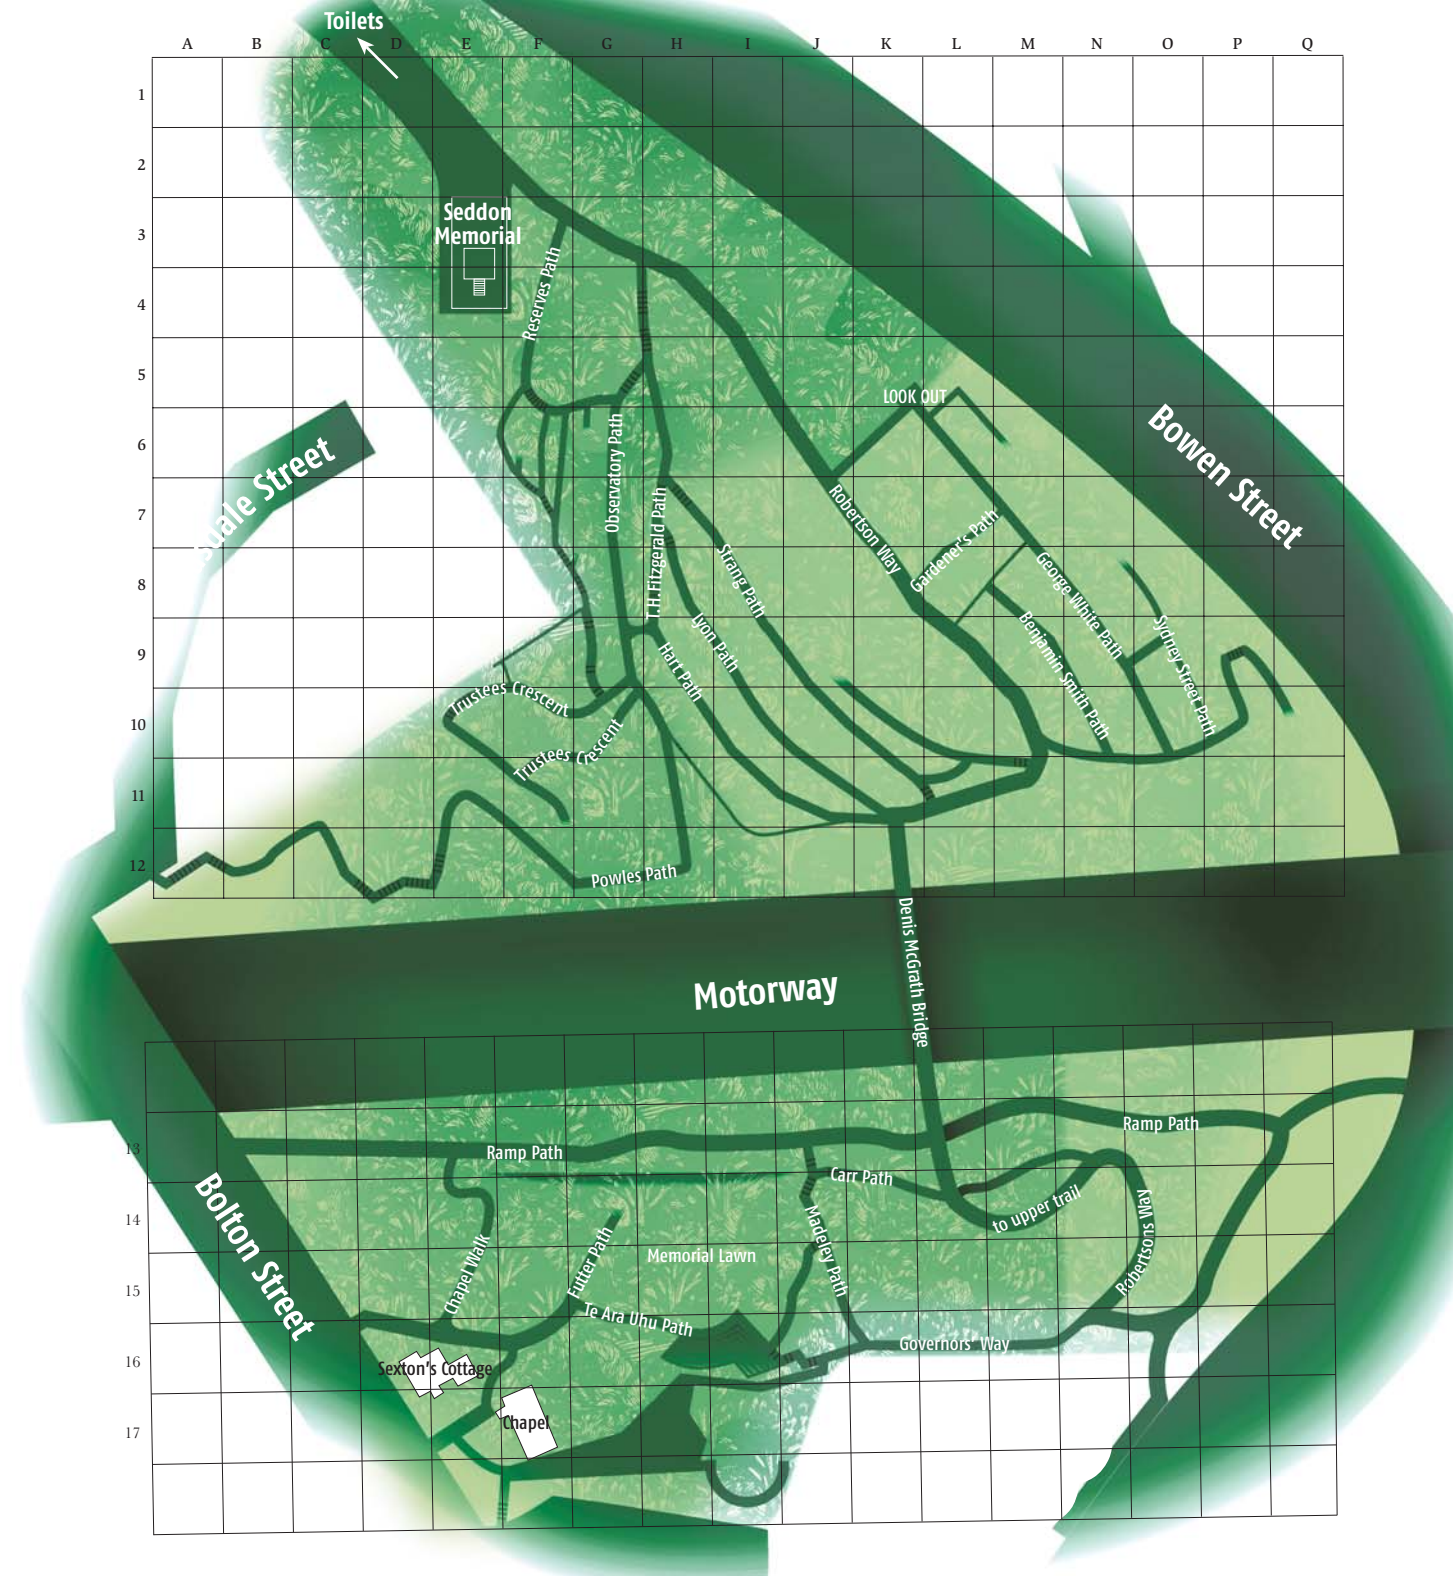 Toilets
A B C D E F G H I J K L M N O P Q
1
2
3
4
5
6
7
8
9
10
11
12
Seddon
Memorial
Reserves Path
LOOK OUT
Bowen Street
Street
Observatory Path
T.H.Fitzgerald Path
Robertson Way
Gardener's Path
Strang Path
George White Path
Lyon Path
Benjamin Smith Path
Sydney Street Path
Hart Path
Trustees Crescent
Trustees Crescent
Powles Path
Denis McGrath Bridge
Motorway
13
14
15
16
17
Ramp Path
Ramp Path
Carr Path
to upper trail
Bolton Street
Chapel Walk
Futter Path
Memorial Lawn
Madeley Path
Robertsons Way
Te Ara Uhu Path
Governors' Way
Sexton's Cottage
Chapel